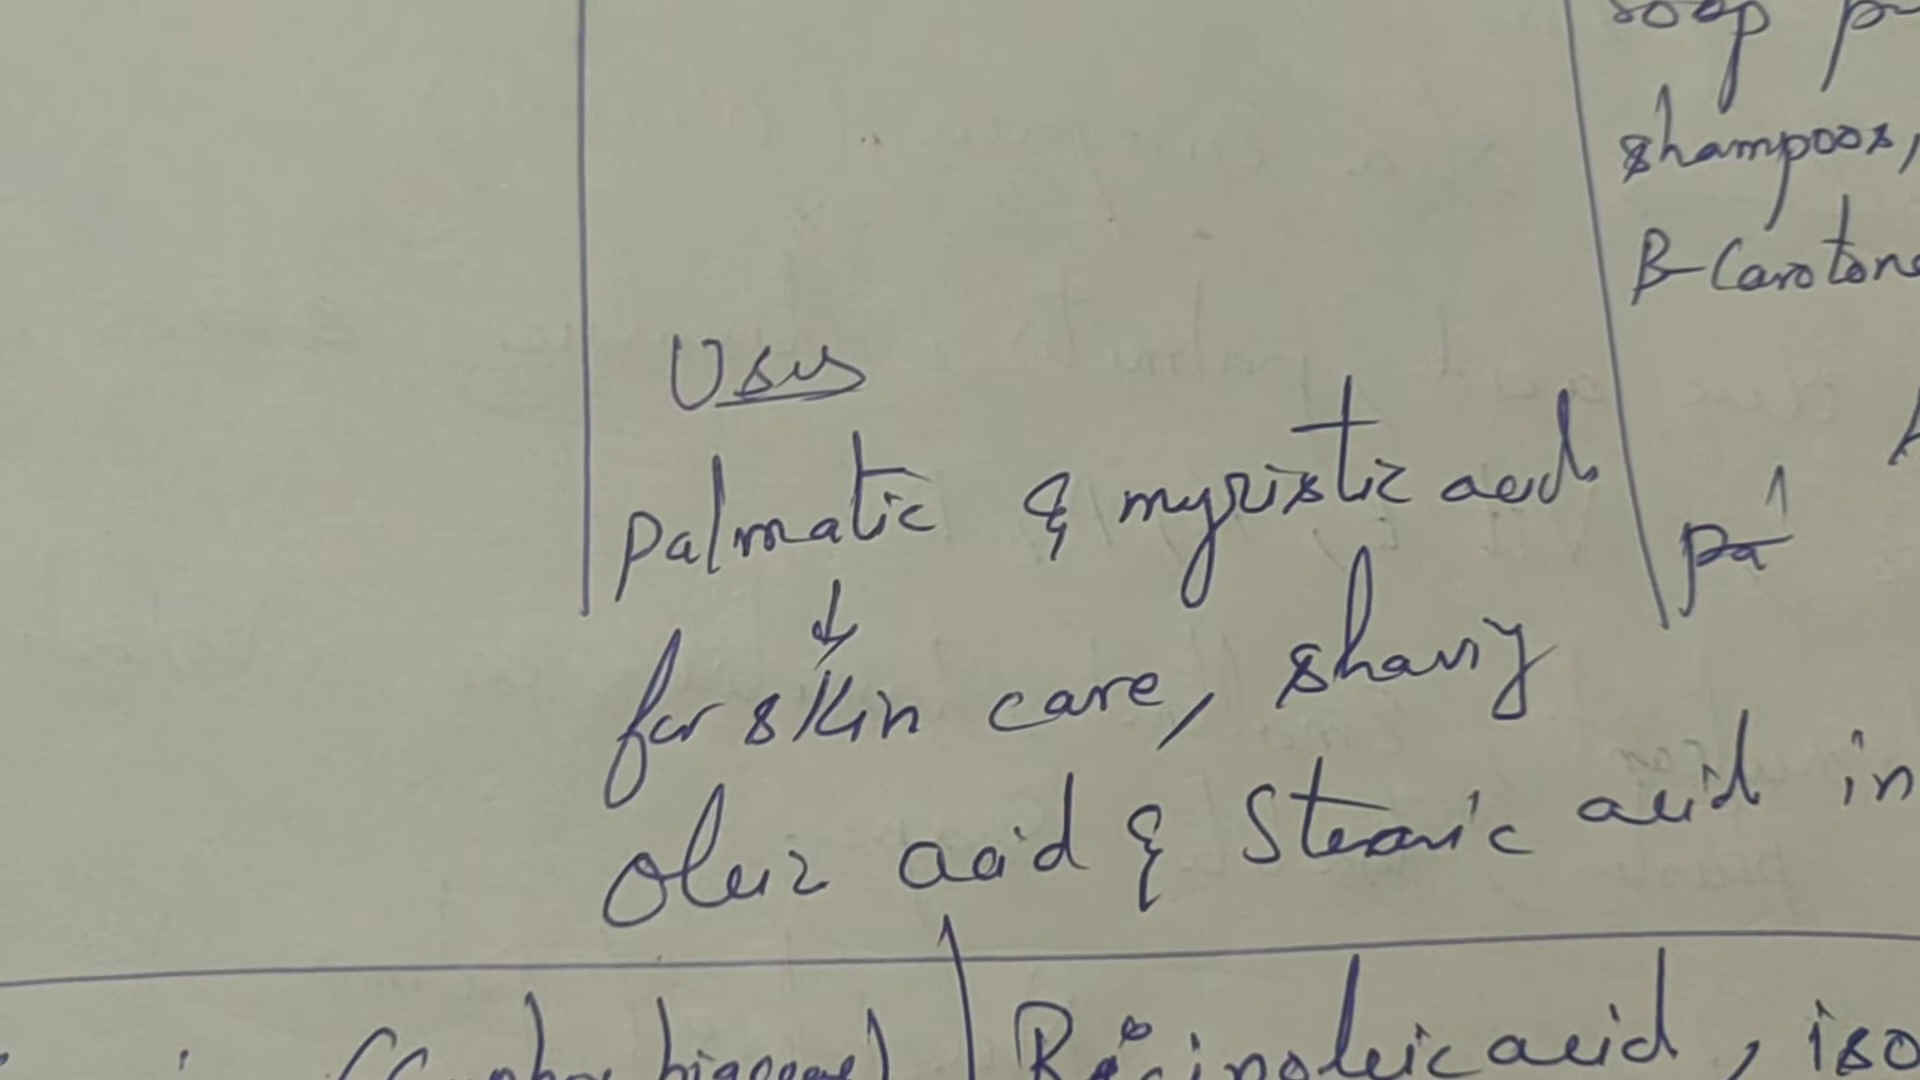 soap
shampoos,
B-Caroton
Uses
Palmatic & myristic acid
pa
for skin care, shaving
Oleic acid & Stearic acid in
Ricinoleic acid, iso